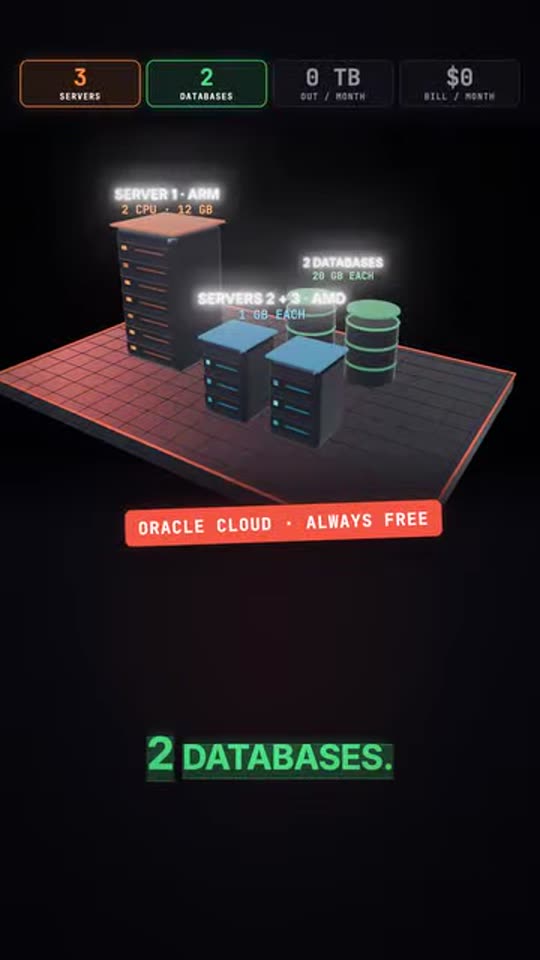 3
SERVERS
2
DATABASES
0 TB
OUT / MONTH
$0
BILL / MONTH
SERVER 1 · ARM
2 CPU · 12 GB
2 DATABASES
20 GB EACH
SERVERS 2 + 3 · AMD
1 GB EACH
ORACLE CLOUD · ALWAYS FREE
2 DATABASES.